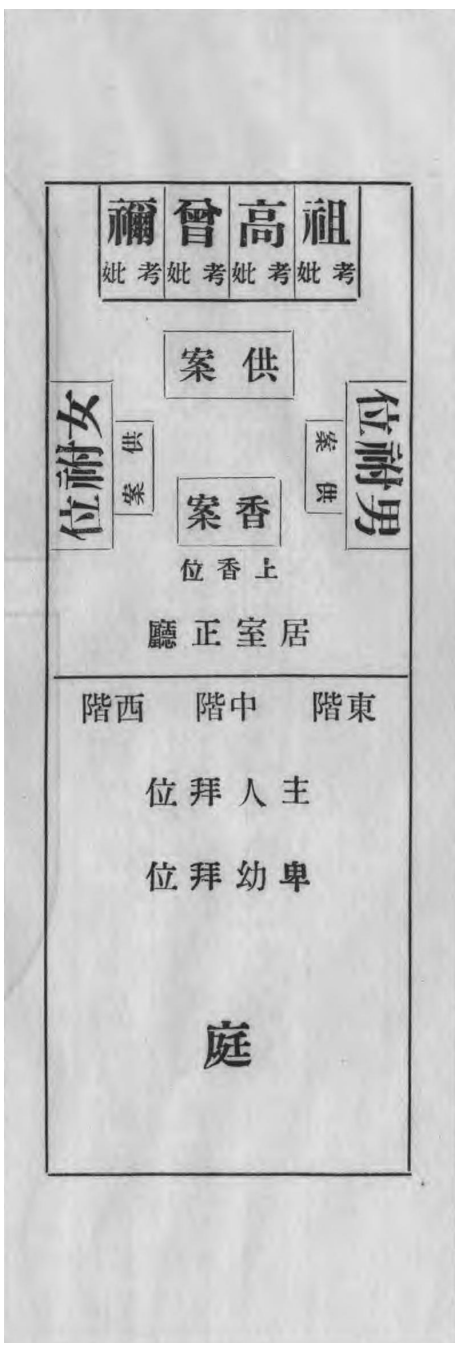 祖高曾禰
考妣考妣考妣考妣
供案
男祔位
供案
女祔位
供案
香案
上香位
居室正廳
東階 中階 西階
主人拜位
卑幼拜位
庭